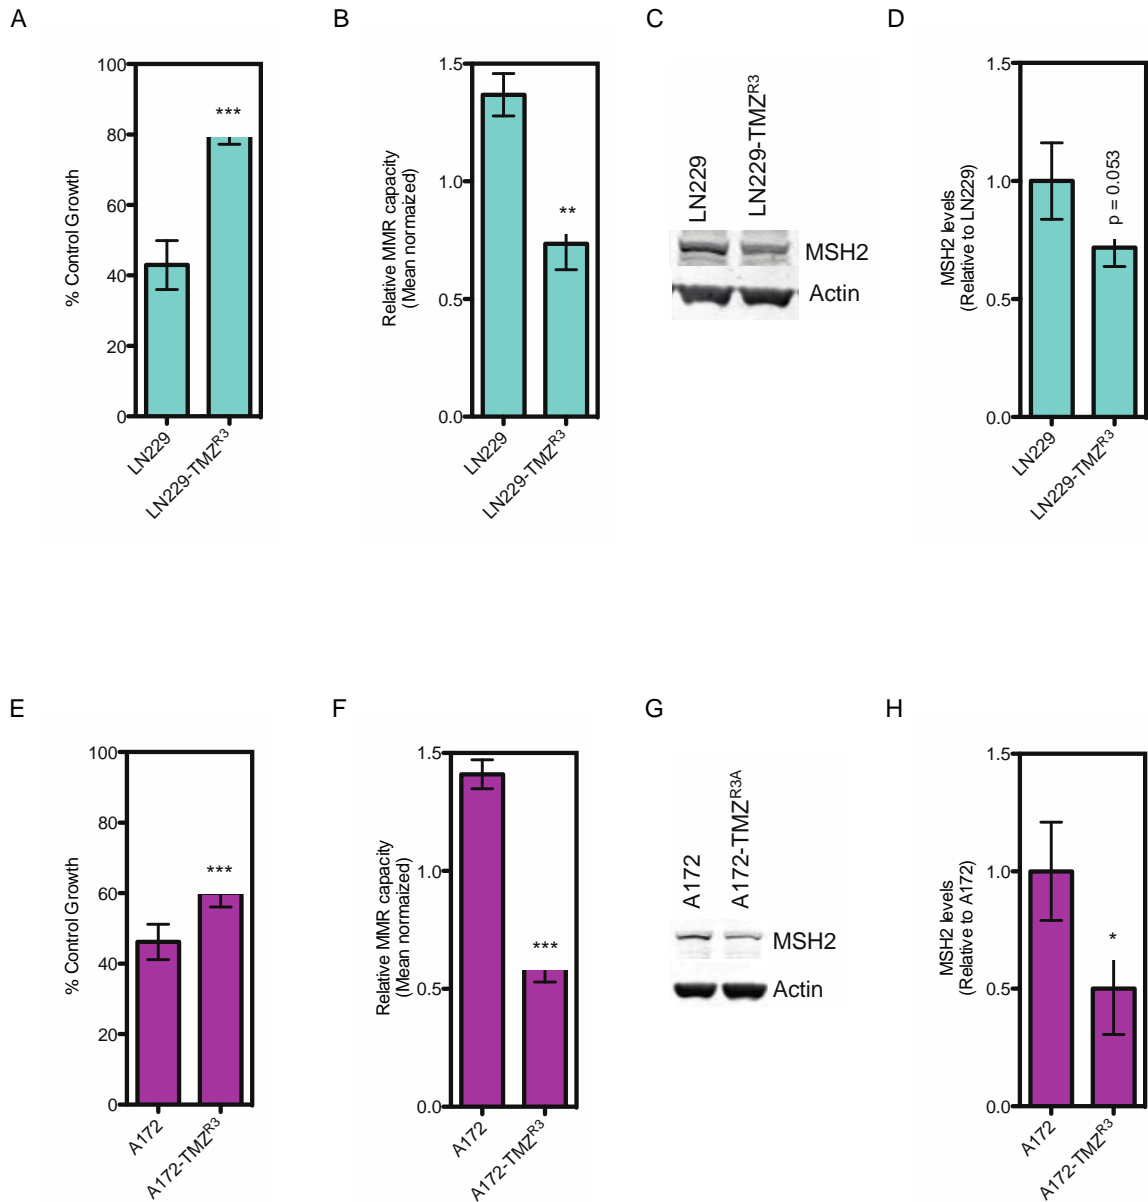 A
% Control Growth
100
80
60
40
20
0
***
LN229
LN229-TMZR3
B
Relative MMR capacity
(Mean normaized)
1.5
1.0
0.5
0.0
**
LN229
LN229-TMZR3
C
LN229
LN229-TMZR3
MSH2
Actin
D
MSH2 levels
(Relative to LN229)
1.5
1.0
0.5
0.0
p = 0.053
LN229
LN229-TMZR3
E
% Control Growth
100
80
60
40
20
0
***
A172
A172-TMZR3
F
Relative MMR capacity
(Mean normaized)
1.5
1.0
0.5
0.0
***
A172
A172-TMZR3
G
A172
A172-TMZR3A
MSH2
Actin
H
MSH2 levels
(Relative to A172)
1.5
1.0
0.5
0.0
*
A172
A172-TMZR3